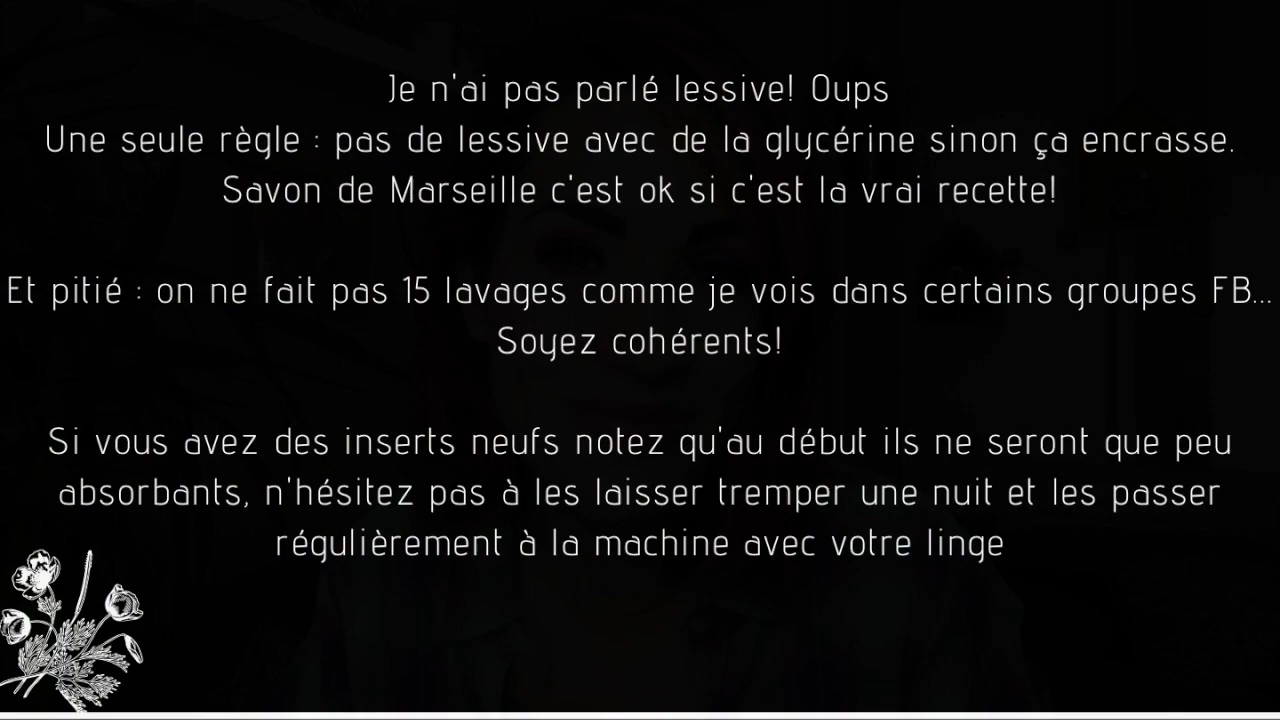 Je n'ai pas parlé lessive! Oups
Une seule règle : pas de lessive avec de la glycérine sinon ça encrasse.
Savon de Marseille c'est ok si c'est la vrai recette!
Et pitié : on ne fait pas 15 lavages comme je vois dans certains groupes FB...
Soyez cohérents!
Si vous avez des inserts neufs notez qu'au début ils ne seront que peu
absorbants, n'hésitez pas à les laisser tremper une nuit et les passer
régulièrement à la machine avec votre linge